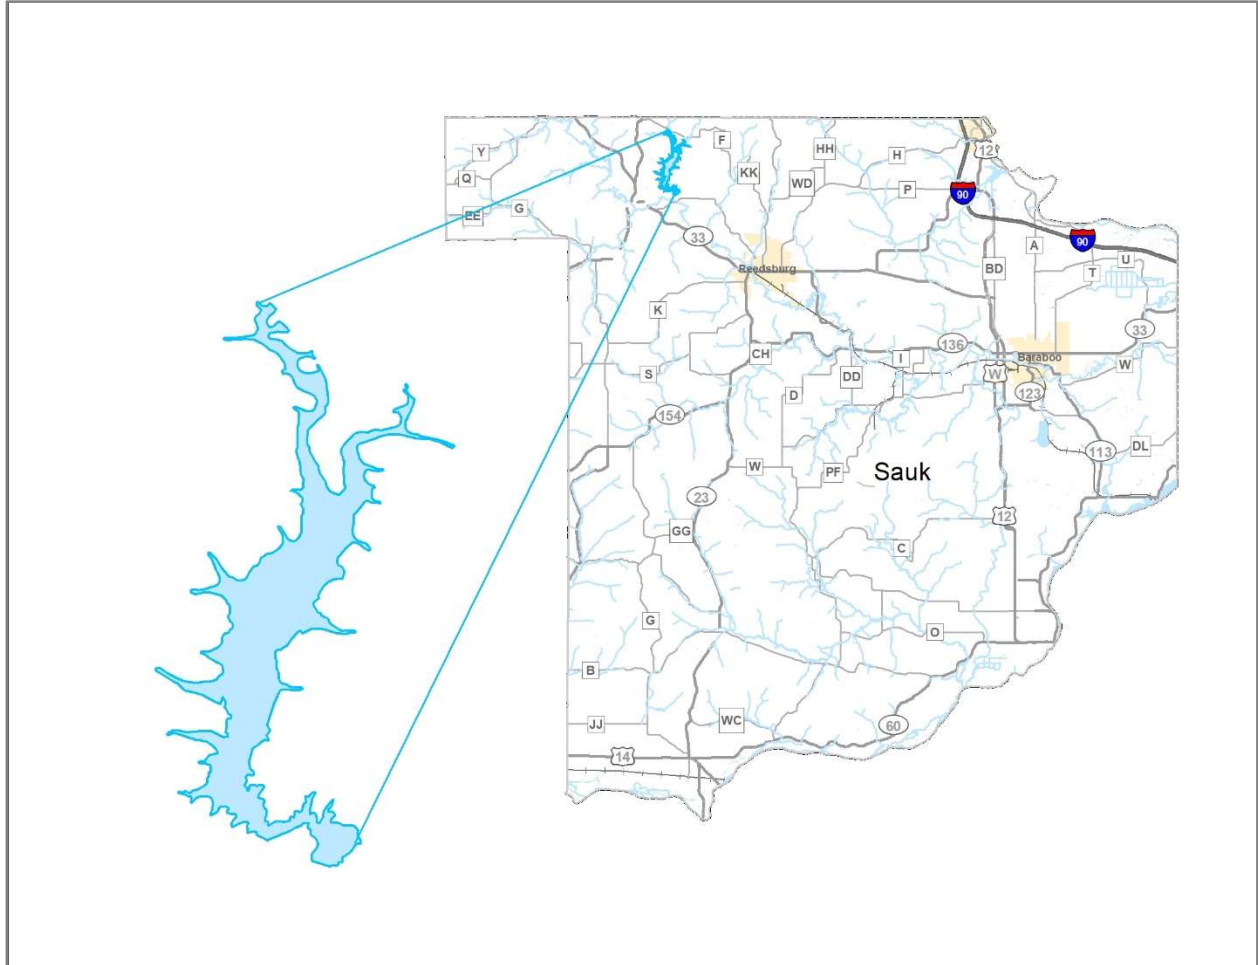 F
HH
H
12
Y
KK
Q
WD
P
90
EE
G
33
A
90
U
Reedsburg
BD
T
K
33
136
CH
I
Baraboo
W
S
DD
W
123
D
154
113
DL
W
PF
Sauk
23
12
GG
C
G
O
B
WC
JJ
60
14